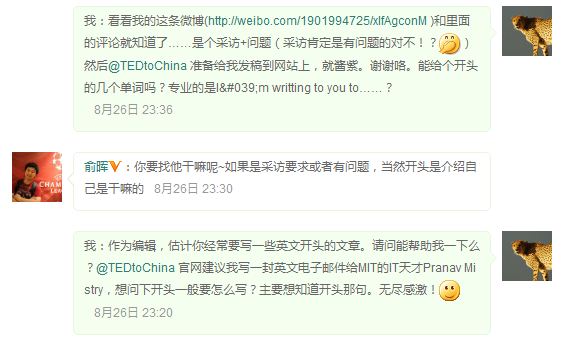 我：看看我的这条微博(http://weibo.com/1901994725/xlfAgconM )和里面
的评论就知道了……是个采访+问题（采访肯定是有问题的对不！？）
然后@TEDtoChina 准备给我发稿到网站上，就酱紫。谢谢咯。能给个开头
的几个单词吗？专业的是I&#039;m writting to you to……？
8月26日 23:36
俞晖：你要找他干嘛呢~如果是采访要求或者有问题，当然开头是介绍自
己是干嘛的 8月26日 23:30
CHAM
LEAG
我：作为编辑，估计你经常要写一些英文开头的文章。请问能帮助我一下么
？@TEDtoChina 官网建议我写一封英文电子邮件给MIT的IT天才Pranav Mi
stry，想问下开头一般要怎么写？主要想知道开头那句。无尽感激！
8月26日 23:20